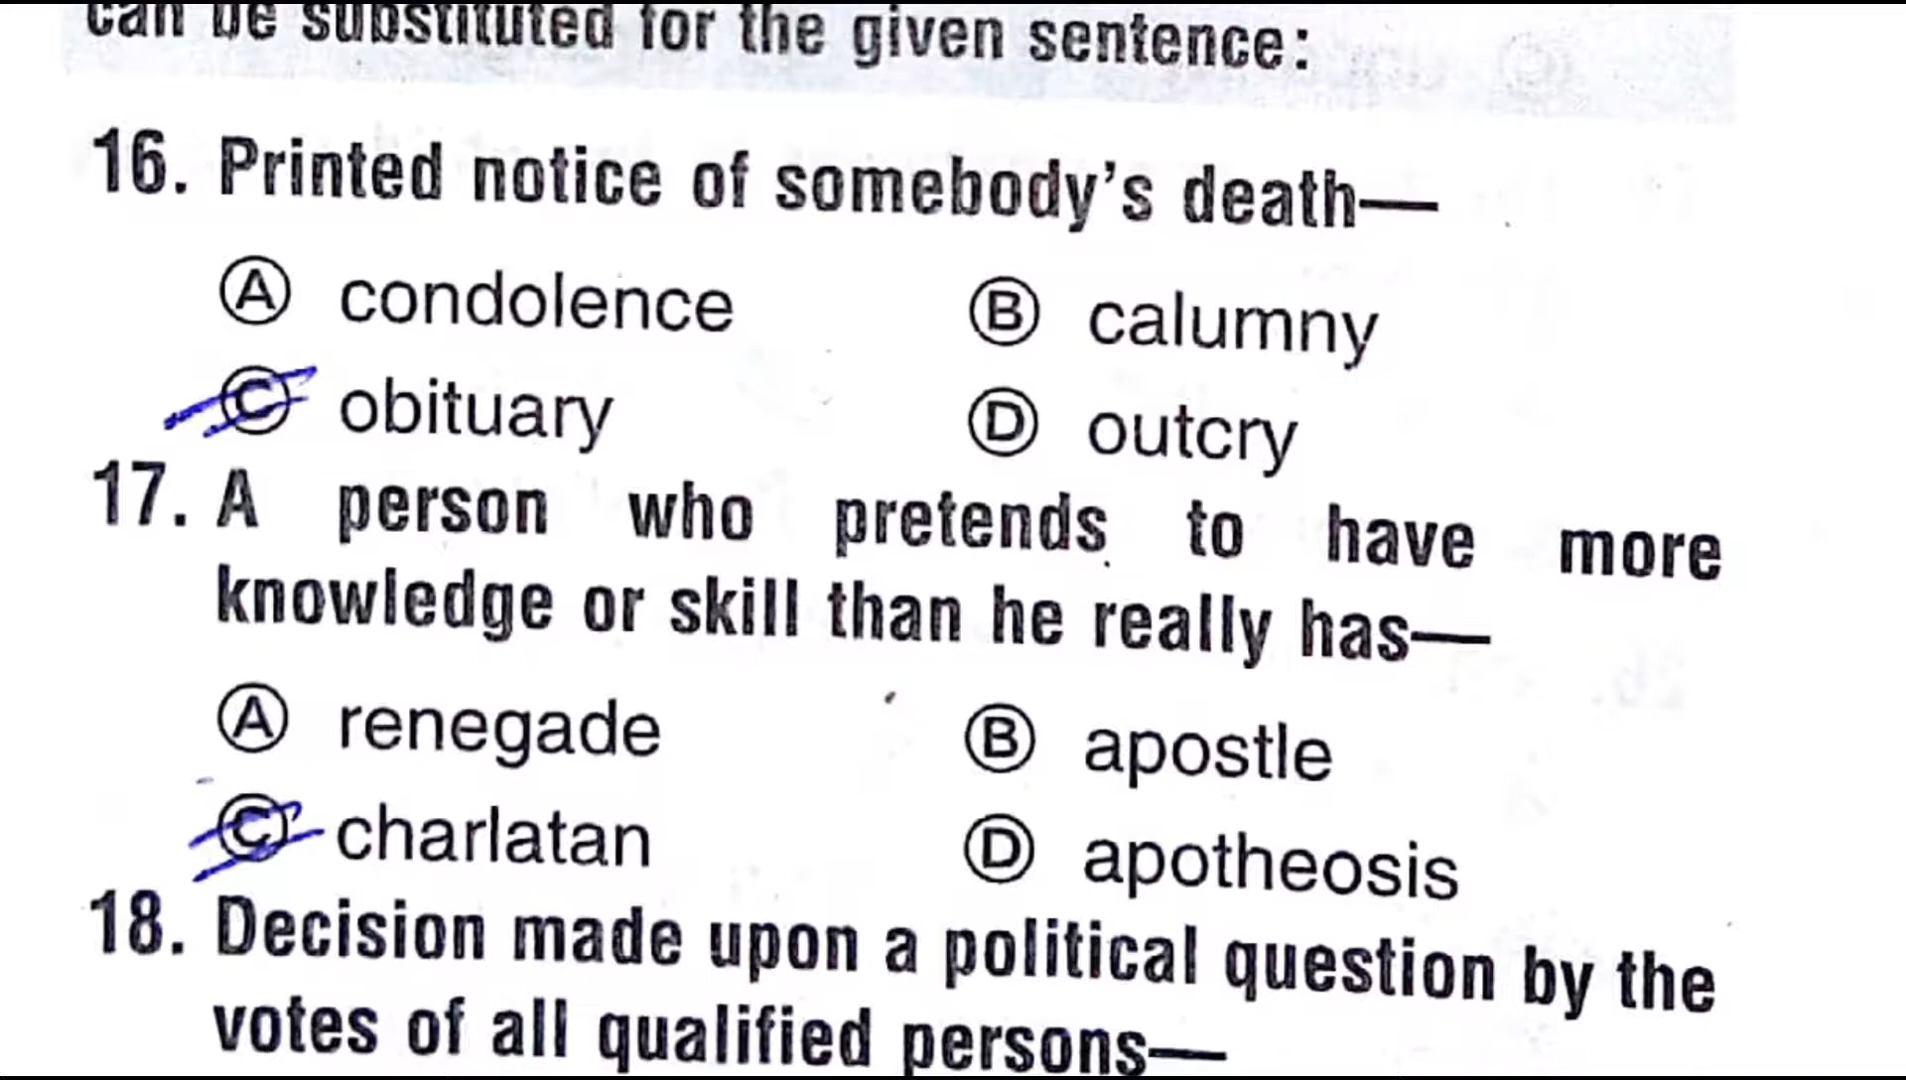 can be substituted for the given sentence:
16. Printed notice of somebody's death—
Ⓐ condolence Ⓑ calumny
Ⓒ obituary Ⓓ outcry
17. A person who pretends to have more
knowledge or skill than he really has—
Ⓐ renegade Ⓑ apostle
Ⓒ charlatan Ⓓ apotheosis
18. Decision made upon a political question by the
votes of all qualified persons—